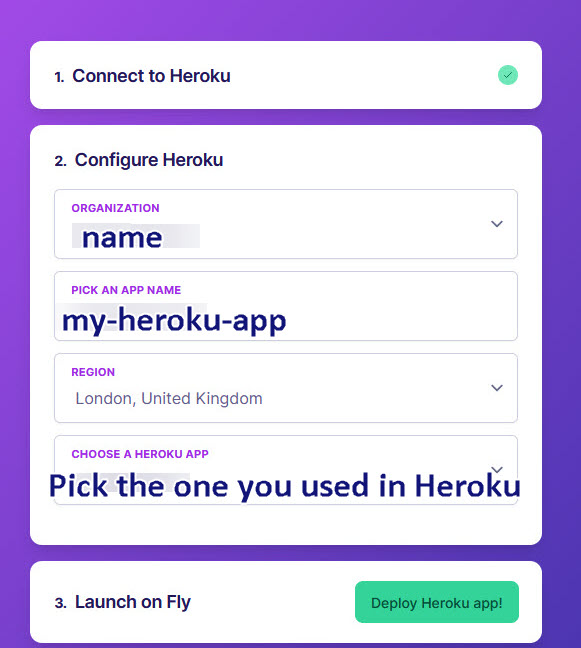 1. Connect to Heroku
2. Configure Heroku
ORGANIZATION
name
PICK AN APP NAME
my-heroku-app
REGION
London, United Kingdom
CHOOSE A HEROKU APP
Pick the one you used in Heroku
3. Launch on Fly
Deploy Heroku app!